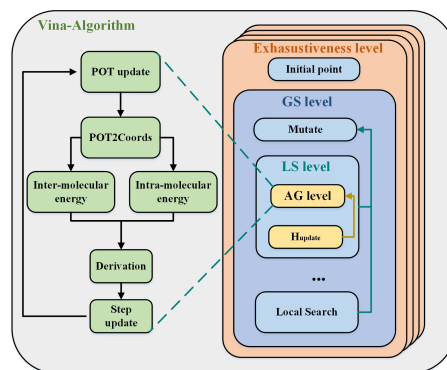 Vina-Algorithm
POT update
POT2Coords
Inter-molecular
energy
Intra-molecular
energy
Derivation
Step
update
Exhasustiveness level
Initial point
GS level
Mutate
LS level
AG level
Hupdate
...
Local Search